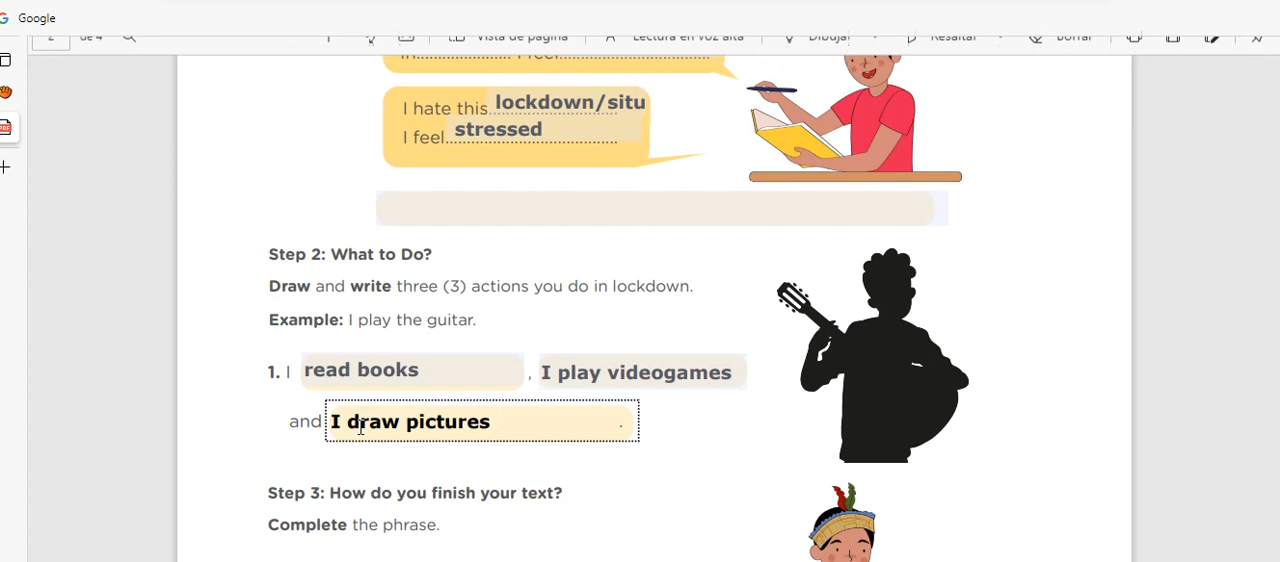 Google
2 de 4
Vista de página
Lectura en voz alta
Dibujar
Resaltar
Borrar
In...................... I feel....................................
I hate this lockdown/situ
I feel stressed
Step 2: What to Do?
Draw and write three (3) actions you do in lockdown.
Example: I play the guitar.
1. I read books , I play videogames
and I draw pictures .
Step 3: How do you finish your text?
Complete the phrase.